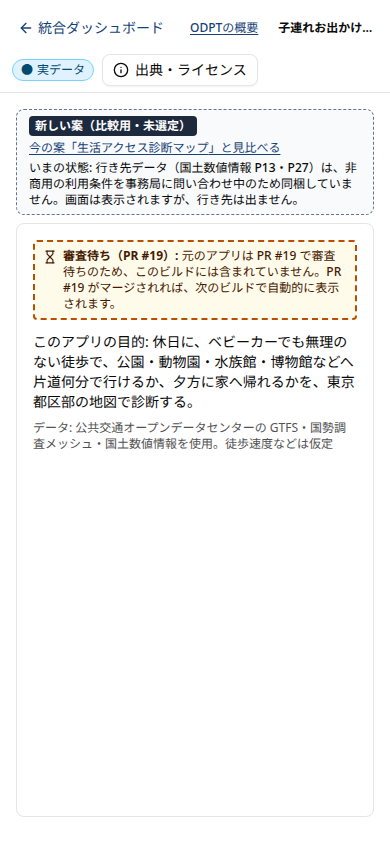 ← 統合ダッシュボード ODPTの概要 子連れお出かけ…
実データ 出典・ライセンス
新しい案（比較用・未選定）
今の案「生活アクセス診断マップ」と見比べる
いまの状態: 行き先データ（国土数値情報 P13・P27）は、非
商用の利用条件を事務局に問い合わせ中のため同梱していま
せん。画面は表示されますが、行き先は出ません。
審査待ち（PR #19）: 元のアプリは PR #19 で審査
待ちのため、このビルドには含まれていません。PR
#19 がマージされれば、次のビルドで自動的に表示
されます。
このアプリの目的: 休日に、ベビーカーでも無理の
ない徒歩で、公園・動物園・水族館・博物館などへ
片道何分で行けるか、夕方に家へ帰れるかを、東京
都区部の地図で診断する。
データ: 公共交通オープンデータセンターの GTFS・国勢調
査メッシュ・国土数値情報を使用。徒歩速度などは仮定